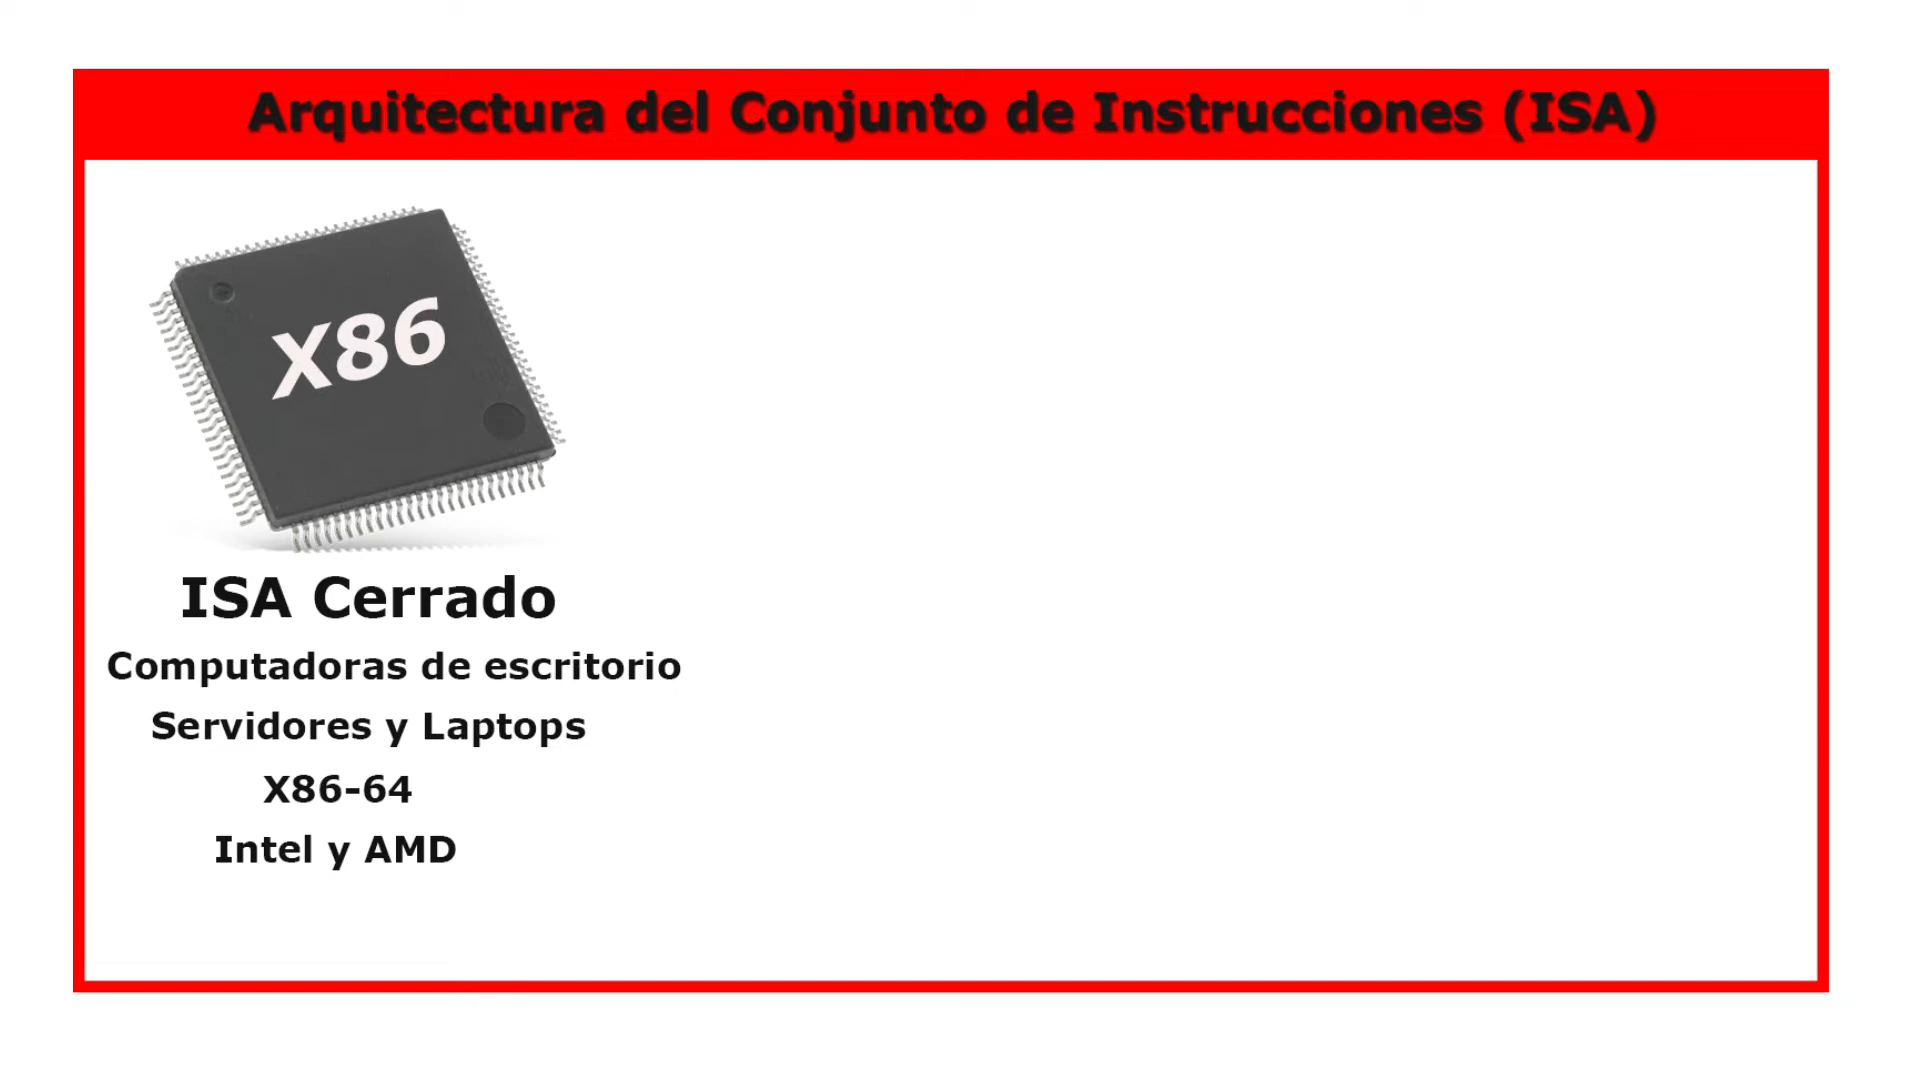 Arquitectura del Conjunto de Instrucciones (ISA)
X86
ISA Cerrado
Computadoras de escritorio
Servidores y Laptops
X86-64
Intel y AMD